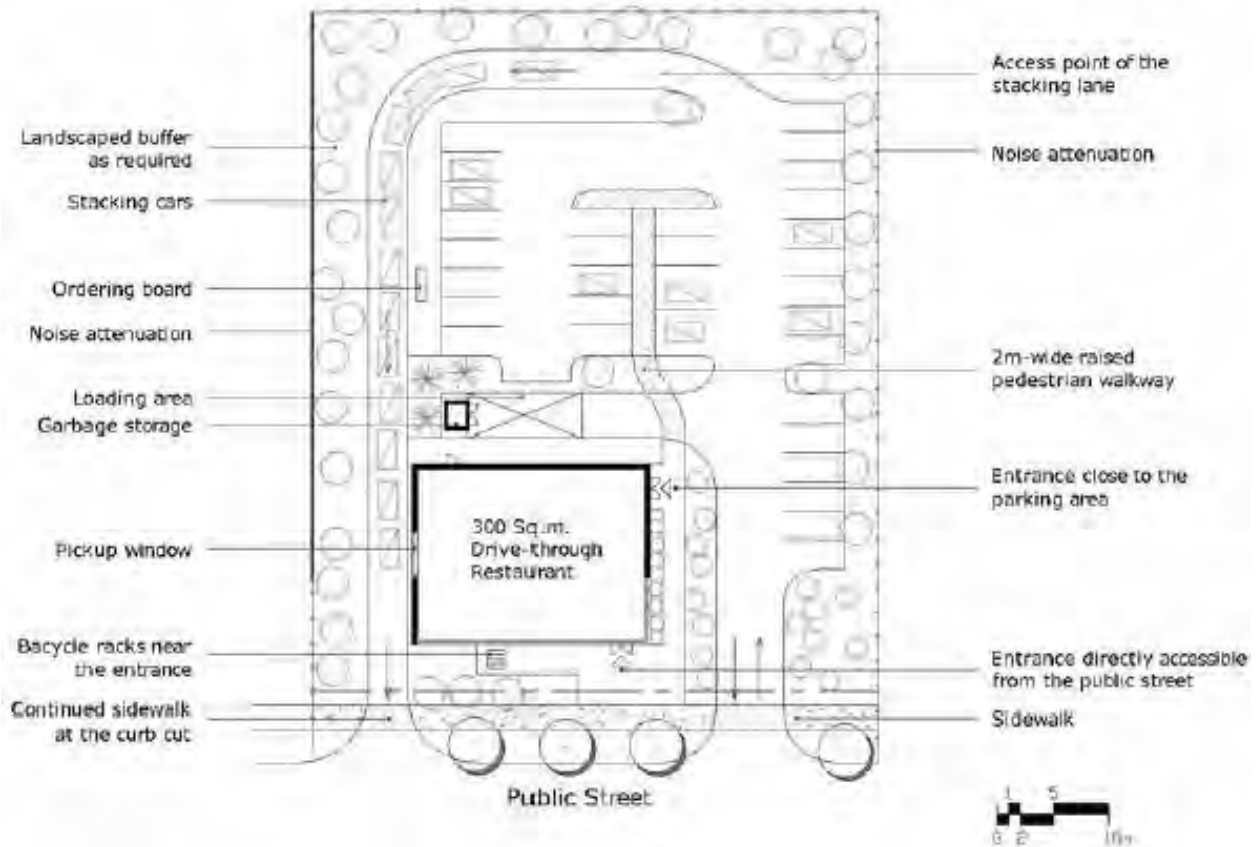 Landscaped buffer
as required
Stacking cars
Ordering board
Noise attenuation
Loading area
Garbage storage
Pickup window
Bacycle racks near
the entrance
Continued sidewalk
at the curb cut
300 Sq.m.
Drive-through
Restaurant
Access point of the
stacking lane
Noise attenuation
2m-wide raised
pedestrian walkway
Entrance close to the
parking area
Entrance directly accessible
from the public street
Sidewalk
Public Street
1 5
0 2 10m